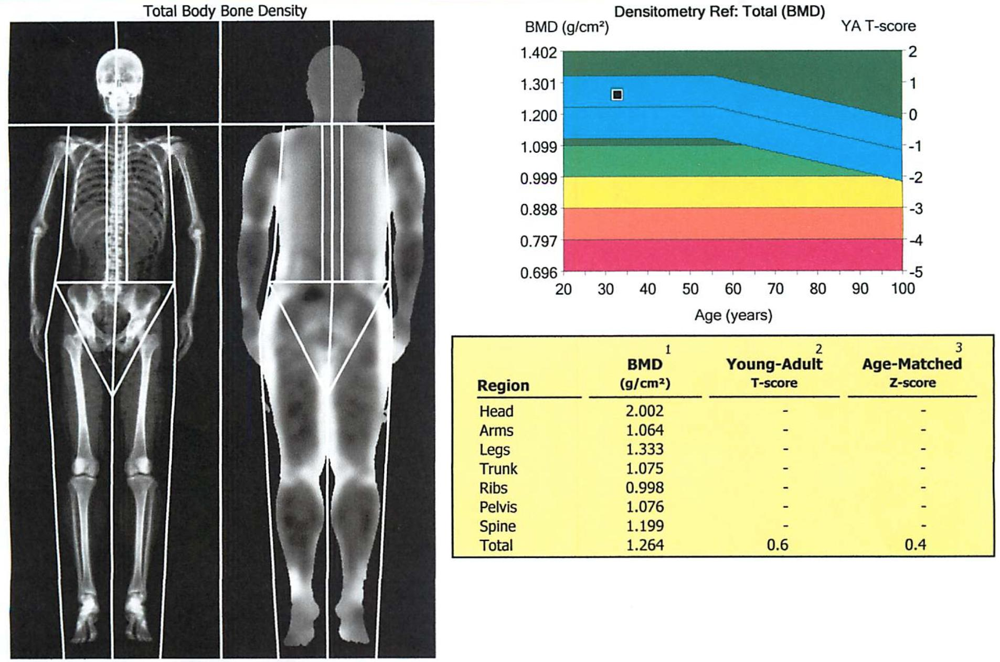 Total Body Bone Density
Densitometry Ref: Total (BMD)
BMD (g/cm²) YA T-score
1.402 2
1.301 1
1.200 0
1.099 -1
0.999 -2
0.898 -3
0.797 -4
0.696 -5
20 30 40 50 60 70 80 90 100
Age (years)
1 2 3
BMD Young-Adult Age-Matched
Region (g/cm²) T-score Z-score
Head 2.002 - -
Arms 1.064 - -
Legs 1.333 - -
Trunk 1.075 - -
Ribs 0.998 - -
Pelvis 1.076 - -
Spine 1.199 - -
Total 1.264 0.6 0.4